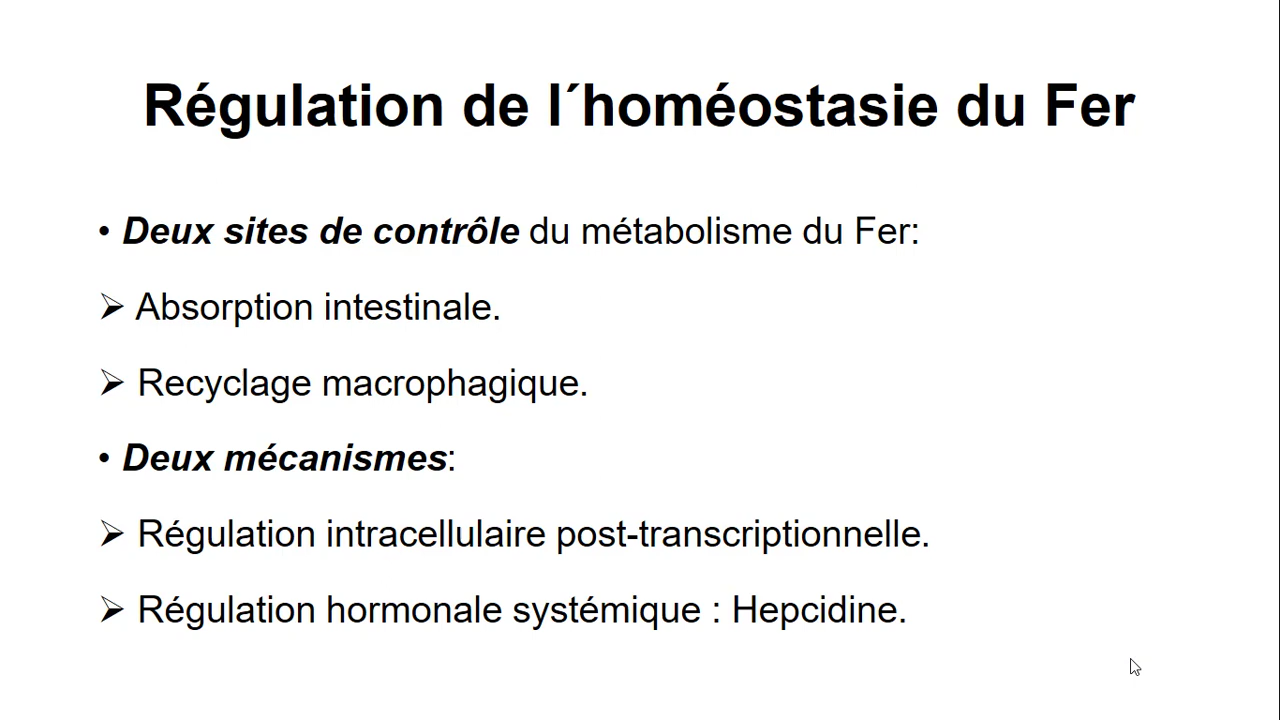 Régulation de l´homéostasie du Fer
• Deux sites de contrôle du métabolisme du Fer:
➢ Absorption intestinale.
➢ Recyclage macrophagique.
• Deux mécanismes:
➢ Régulation intracellulaire post-transcriptionnelle.
➢ Régulation hormonale systémique : Hepcidine.